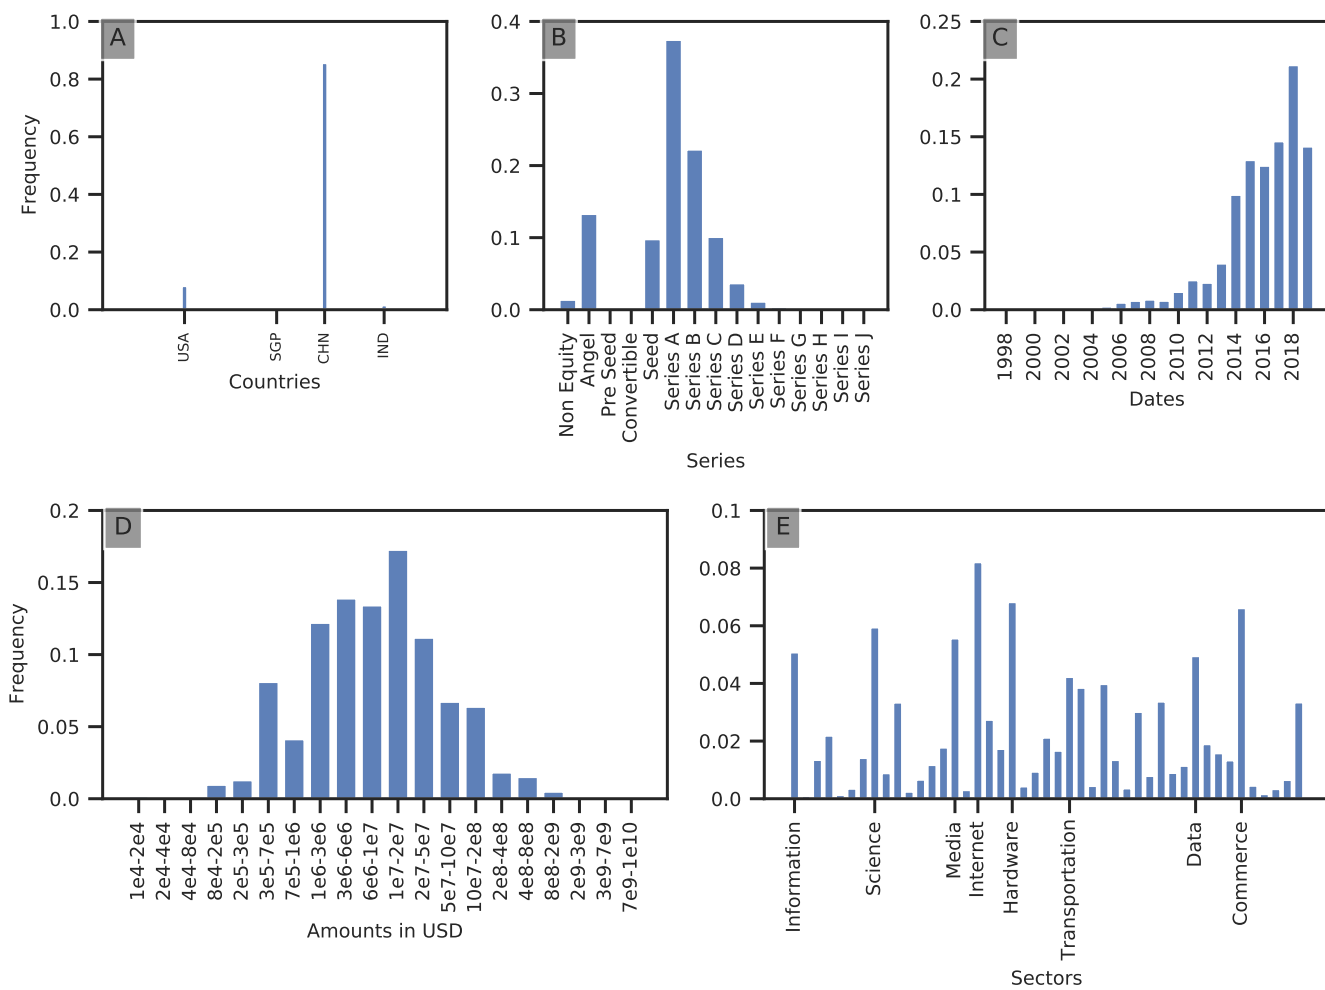 A
Frequency
1.0
0.8
0.6
0.4
0.2
0.0
USA
SGP
CHN
IND
Countries
B
0.4
0.3
0.2
0.1
0.0
Non Equity
Angel
Pre Seed
Convertible
Seed
Series A
Series B
Series C
Series D
Series E
Series F
Series G
Series H
Series I
Series J
Series
C
0.25
0.2
0.15
0.1
0.05
0.0
1998
2000
2002
2004
2006
2008
2010
2012
2014
2016
2018
Dates
D
Frequency
0.2
0.15
0.1
0.05
0.0
1e4-2e4
2e4-4e4
4e4-8e4
8e4-2e5
2e5-3e5
3e5-7e5
7e5-1e6
1e6-3e6
3e6-6e6
6e6-1e7
1e7-2e7
2e7-5e7
5e7-10e7
10e7-2e8
2e8-4e8
4e8-8e8
8e8-2e9
2e9-3e9
3e9-7e9
7e9-1e10
Amounts in USD
E
0.1
0.08
0.06
0.04
0.02
0.0
Information
Science
Media
Internet
Hardware
Transportation
Data
Commerce
Sectors